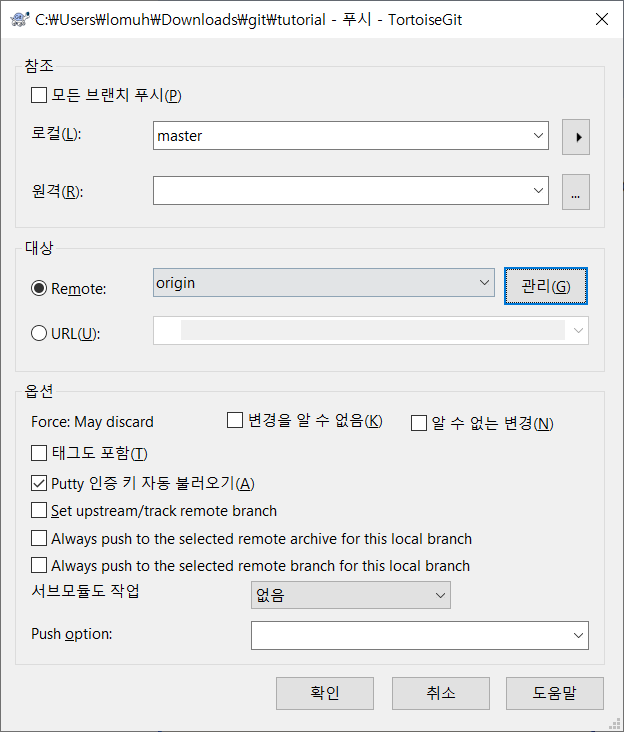 C:₩Users₩lomuh₩Downloads₩git₩tutorial - 푸시 - TortoiseGit
참조
모든 브랜치 푸시(P)
로컬(L): master
원격(R): ...
대상
Remote: origin 관리(G)
URL(U):
옵션
Force: May discard 변경을 알 수 없음(K) 알 수 없는 변경(N)
태그도 포함(T)
Putty 인증 키 자동 불러오기(A)
Set upstream/track remote branch
Always push to the selected remote archive for this local branch
Always push to the selected remote branch for this local branch
서브모듈도 작업 없음
Push option:
확인 취소 도움말